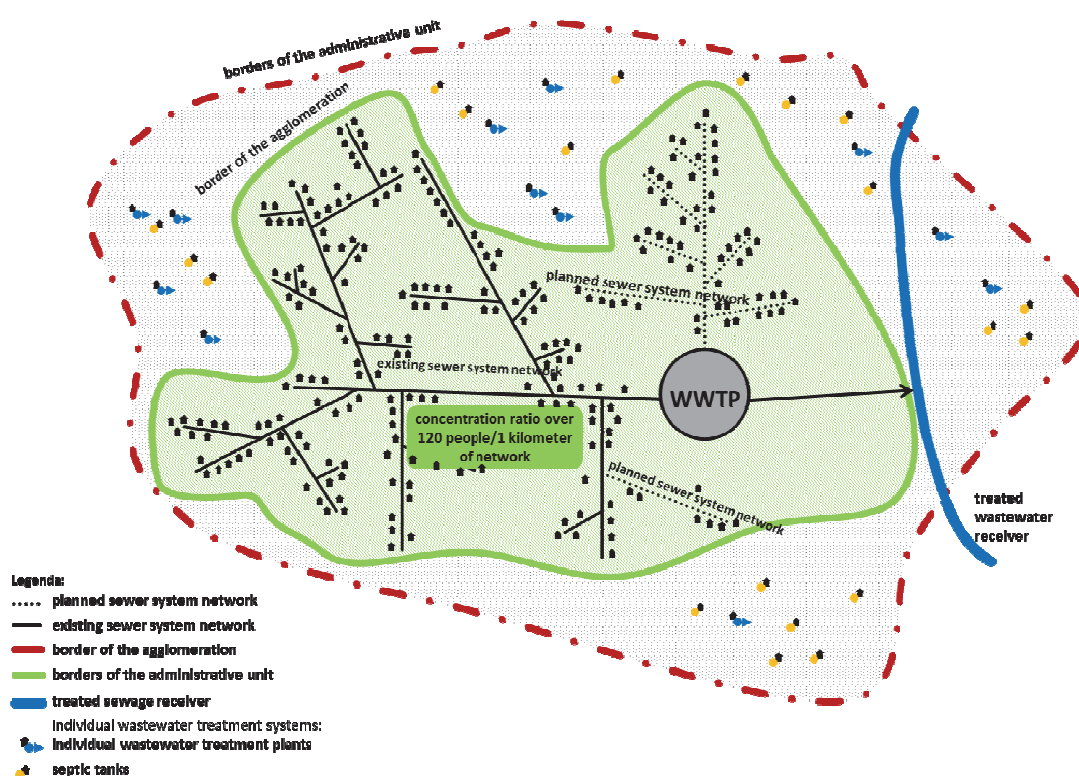 borders of the administrative unit
border of the agglomeration
planned sewer system network
existing sewer system network
WWTP
concentration ratio over
120 people/1 kilometer
of network
planned sewer system network
treated
wastewater
receiver
Legenda:
planned sewer system network
existing sewer system network
border of the agglomeration
borders of the administrative unit
treated sewage receiver
Individual wastewater treatment systems:
individual wastewater treatment plants
septic tanks